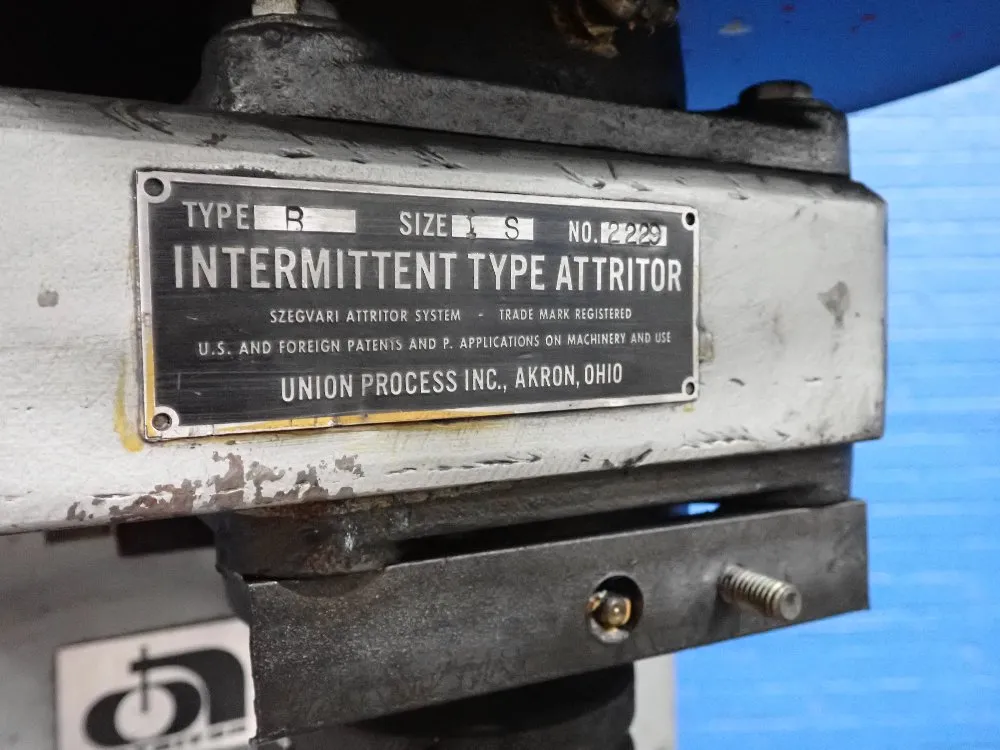 TYPE B SIZE 1 S NO. 2229
INTERMITTENT TYPE ATTRITOR
SZEGVARI ATTRITOR SYSTEM - TRADE MARK REGISTERED
U.S. AND FOREIGN PATENTS AND P. APPLICATIONS ON MACHINERY AND USE
UNION PROCESS INC., AKRON, OHIO